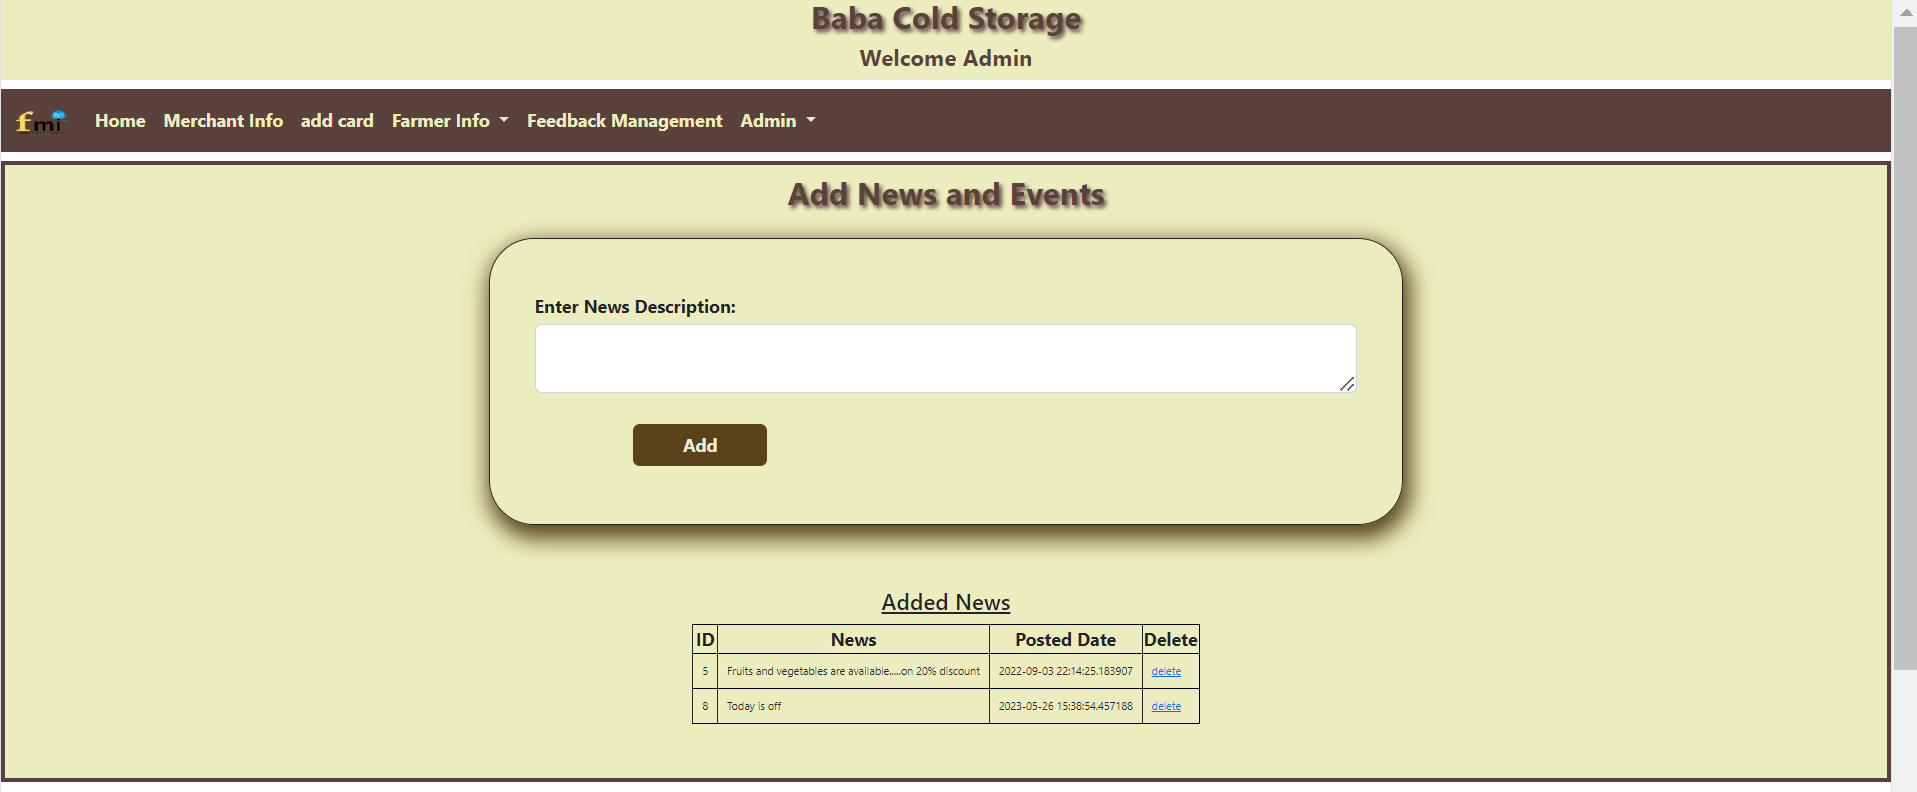 Baba Cold Storage
Welcome Admin
fmi Home Merchant Info add card Farmer Info Feedback Management Admin
Add News and Events
Enter News Description:
Add
Added News
ID News Posted Date Delete
5 Fruits and vegetables are available.....on 20% discount 2022-09-03 22:14:25.183907 delete
8 Today is off 2023-05-26 15:38:54.457188 delete